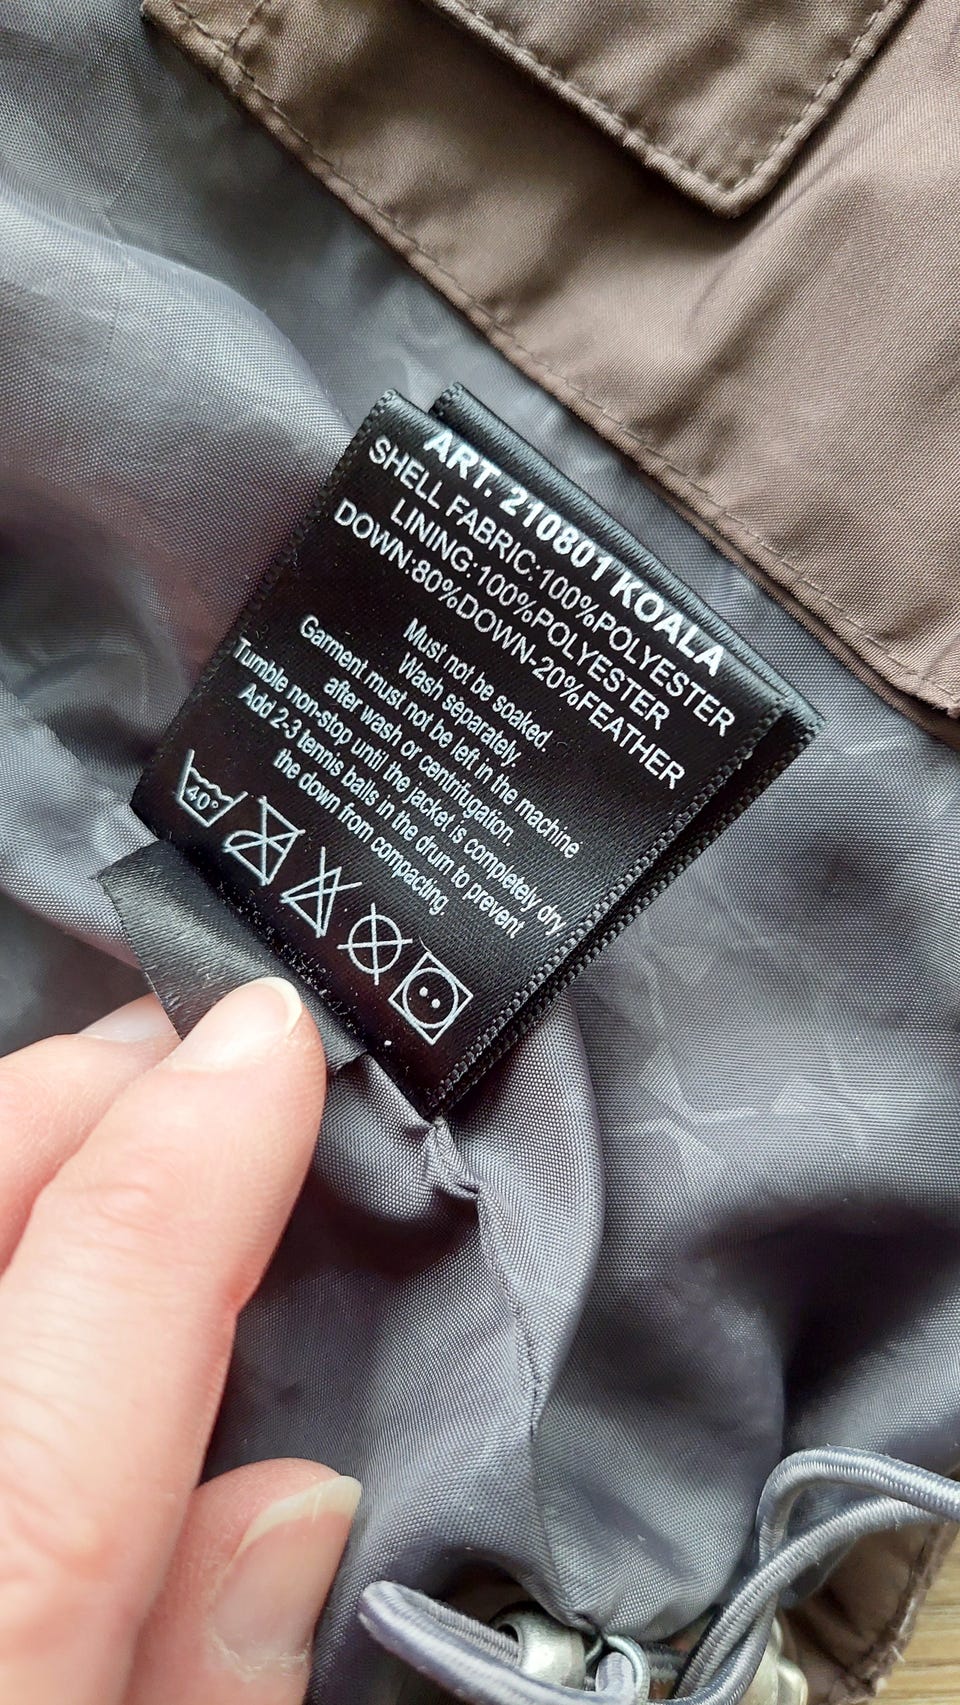 ART. 210801 KOALA
SHELL FABRIC:100%POLYESTER
LINING:100%POLYESTER
DOWN:80%DOWN-20%FEATHER
Must not be soaked.
Wash separately.
Garment must not be left in the machine
after wash or centrifugation.
Tumble non-stop until the jacket is completely dry
Add 2-3 tennis balls in the drum to prevent
the down from compacting.
40°